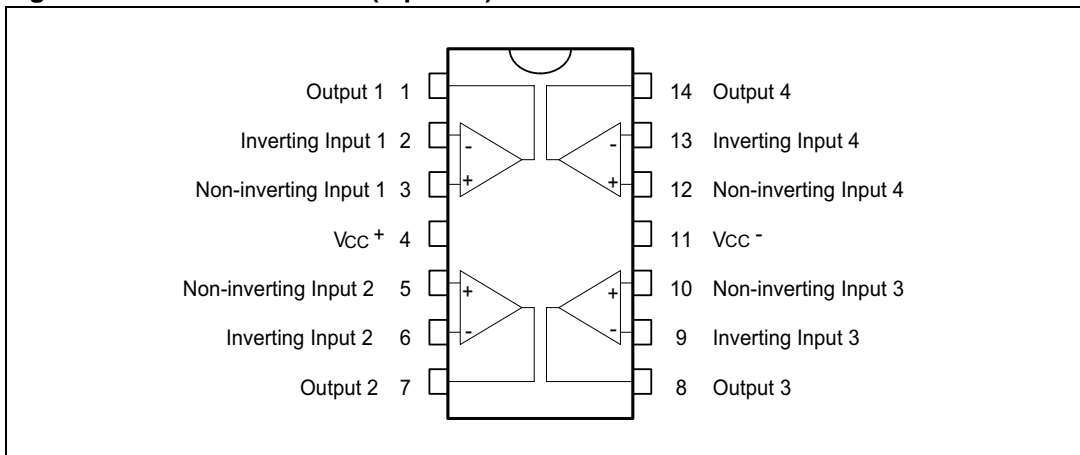 Output 1 1
Inverting Input 1 2
Non-inverting Input 1 3
VCC + 4
Non-inverting Input 2 5
Inverting Input 2 6
Output 2 7
14 Output 4
13 Inverting Input 4
12 Non-inverting Input 4
11 VCC -
10 Non-inverting Input 3
9 Inverting Input 3
8 Output 3
- -
+ +
+ +
- -